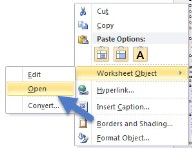 Cut
Copy
Paste Options:
A
Edit
Worksheet Object
Open
Hyperlink...
Convert...
Insert Caption...
Borders and Shading...
Format Object...